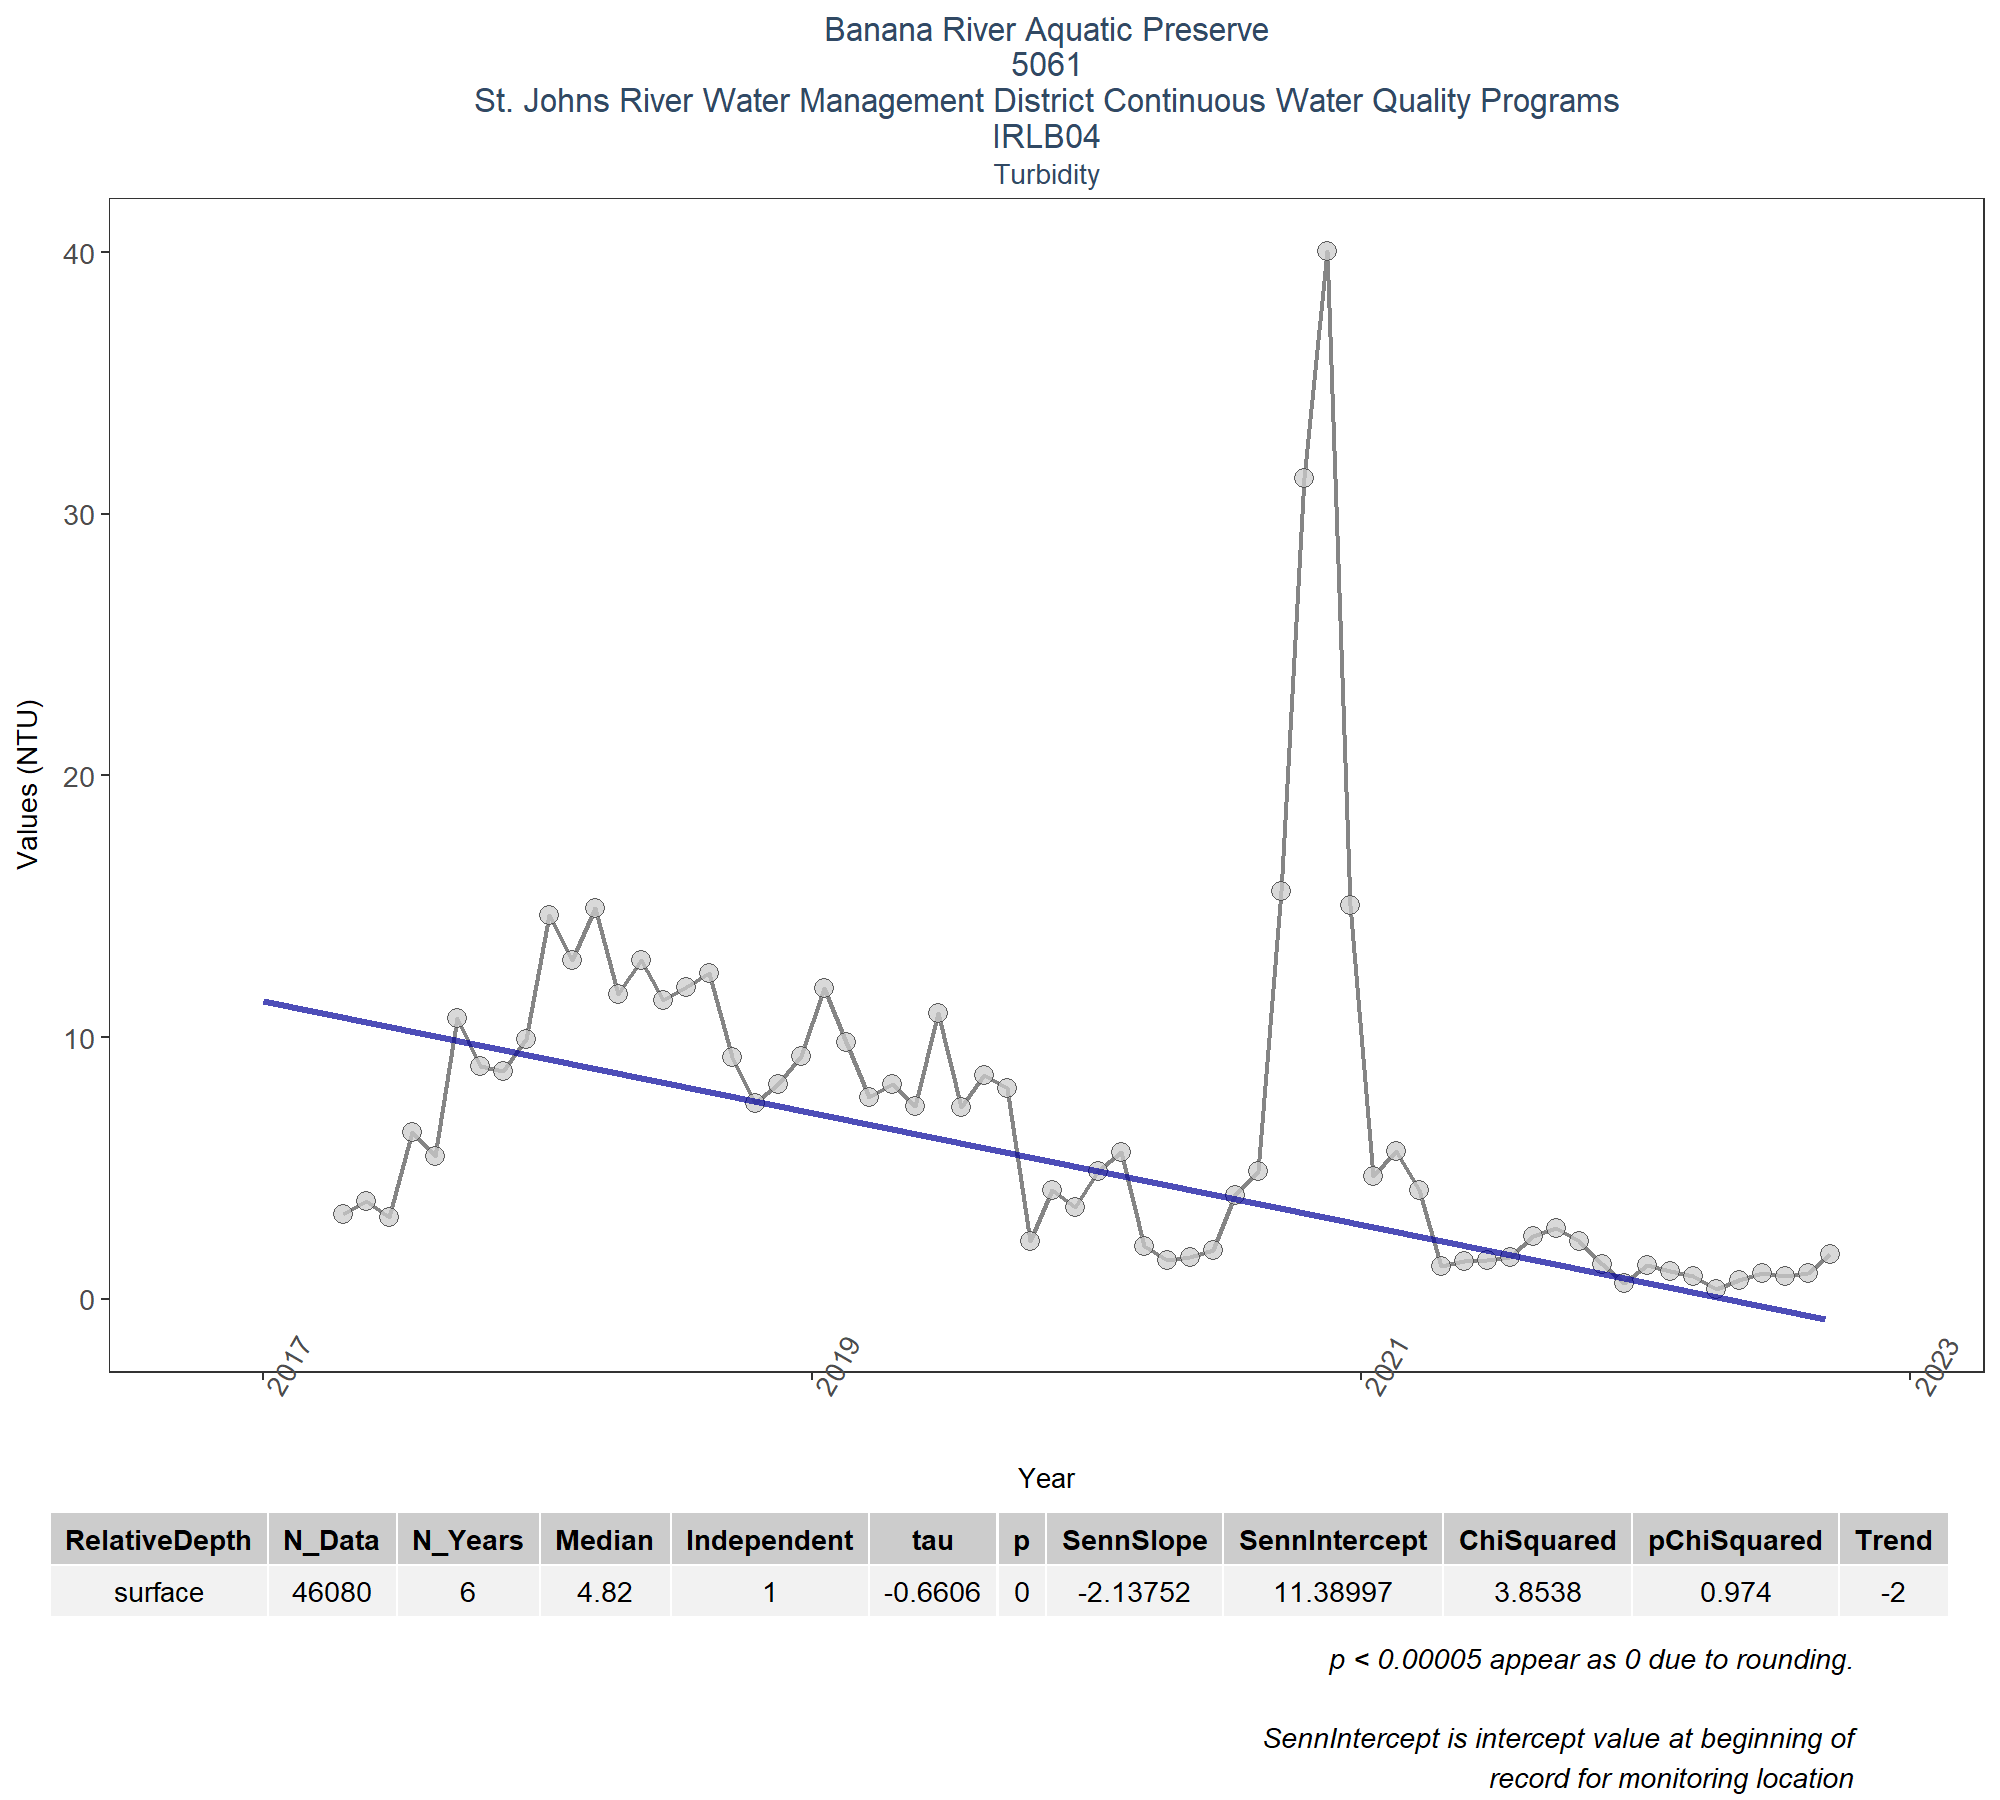 Banana River Aquatic Preserve
5061
St. Johns River Water Management District Continuous Water Quality Programs
IRLB04
Turbidity
Values (NTU)
40
30
20
10
0
2017 2019 2021 2023
Year
RelativeDepth N_Data N_Years Median Independent tau p SennSlope SennIntercept ChiSquared pChiSquared Trend
surface 46080 6 4.82 1 -0.6606 0 -2.13752 11.38997 3.8538 0.974 -2
p < 0.00005 appear as 0 due to rounding.
SennIntercept is intercept value at beginning of
record for monitoring location